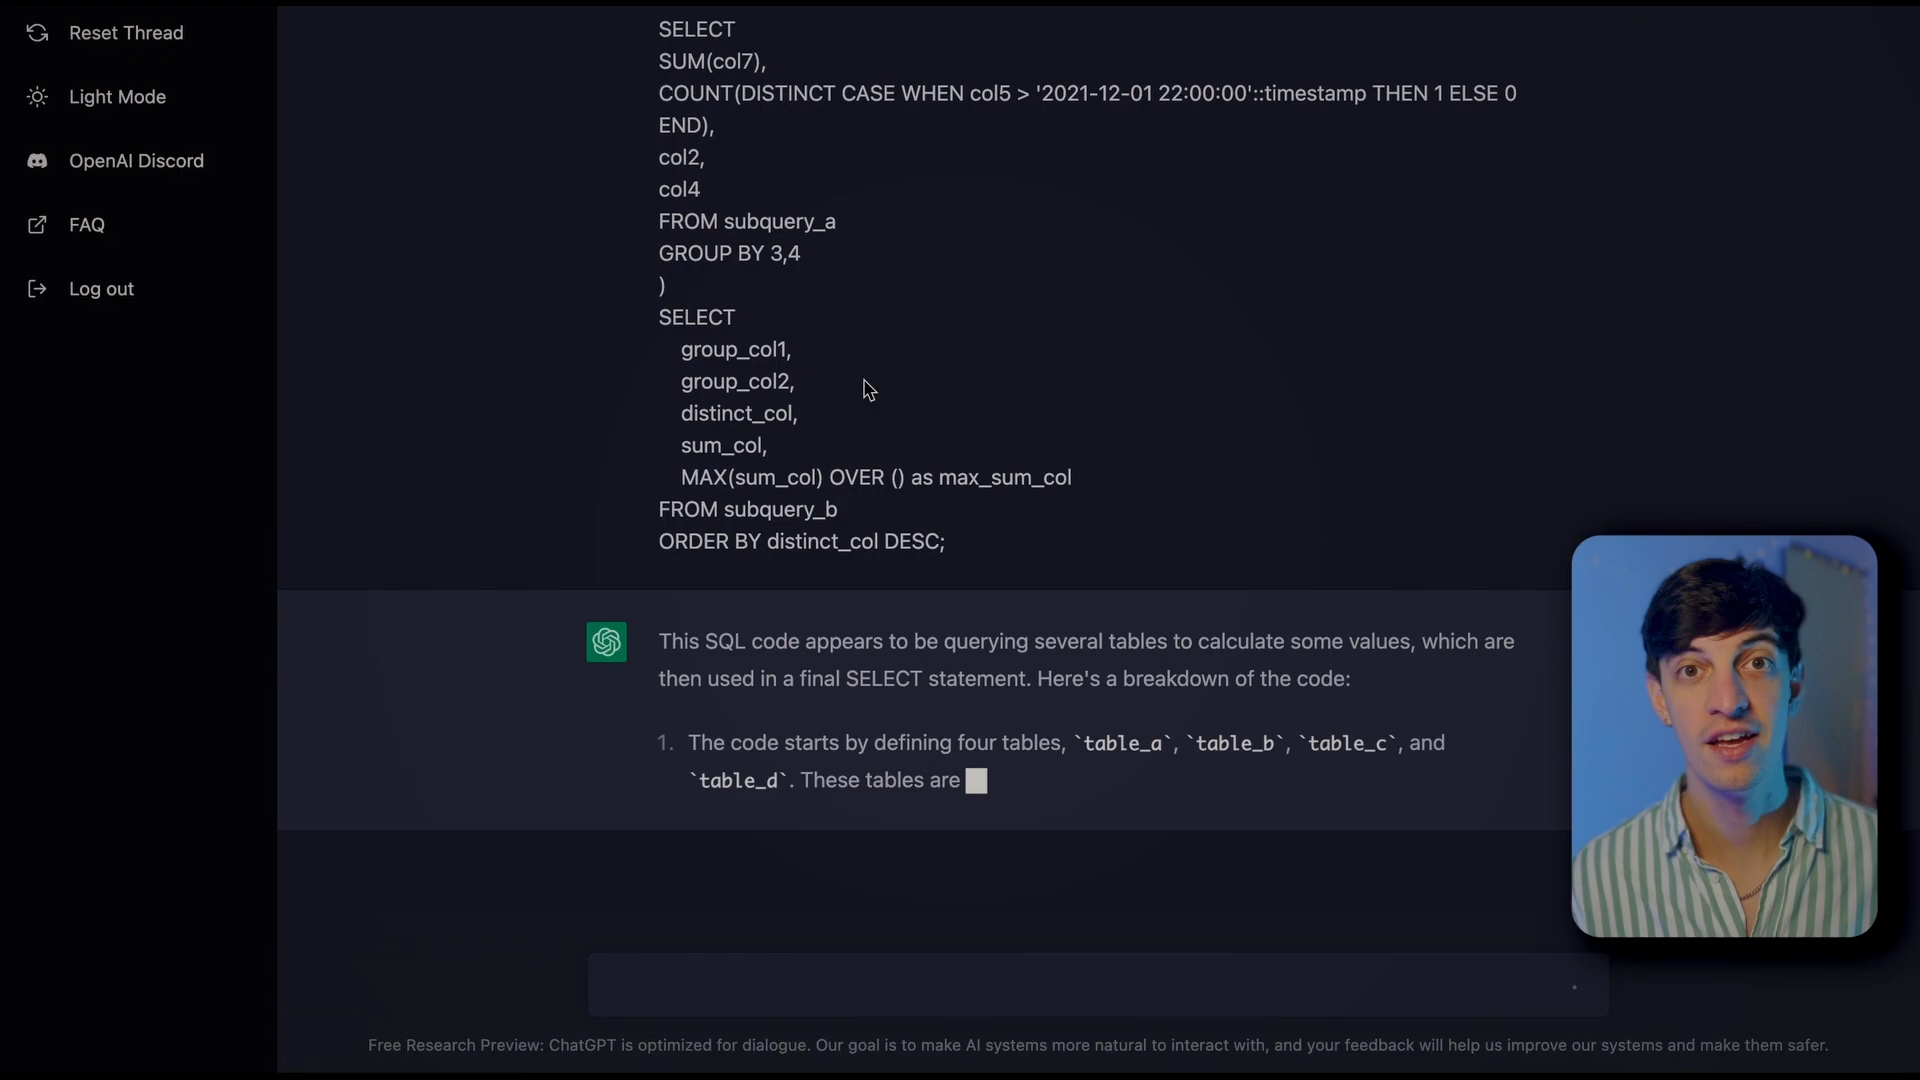 Reset Thread
Light Mode
OpenAI Discord
FAQ
Log out
SELECT
SUM(col7),
COUNT(DISTINCT CASE WHEN col5 > '2021-12-01 22:00:00'::timestamp THEN 1 ELSE 0
END),
col2,
col4
FROM subquery_a
GROUP BY 3,4
)
SELECT
group_col1,
group_col2,
distinct_col,
sum_col,
MAX(sum_col) OVER () as max_sum_col
FROM subquery_b
ORDER BY distinct_col DESC;
This SQL code appears to be querying several tables to calculate some values, which are
then used in a final SELECT statement. Here's a breakdown of the code:
1. The code starts by defining four tables, `table_a`, `table_b`, `table_c`, and
`table_d`. These tables are
Free Research Preview: ChatGPT is optimized for dialogue. Our goal is to make AI systems more natural to interact with, and your feedback will help us improve our systems and make them safer.